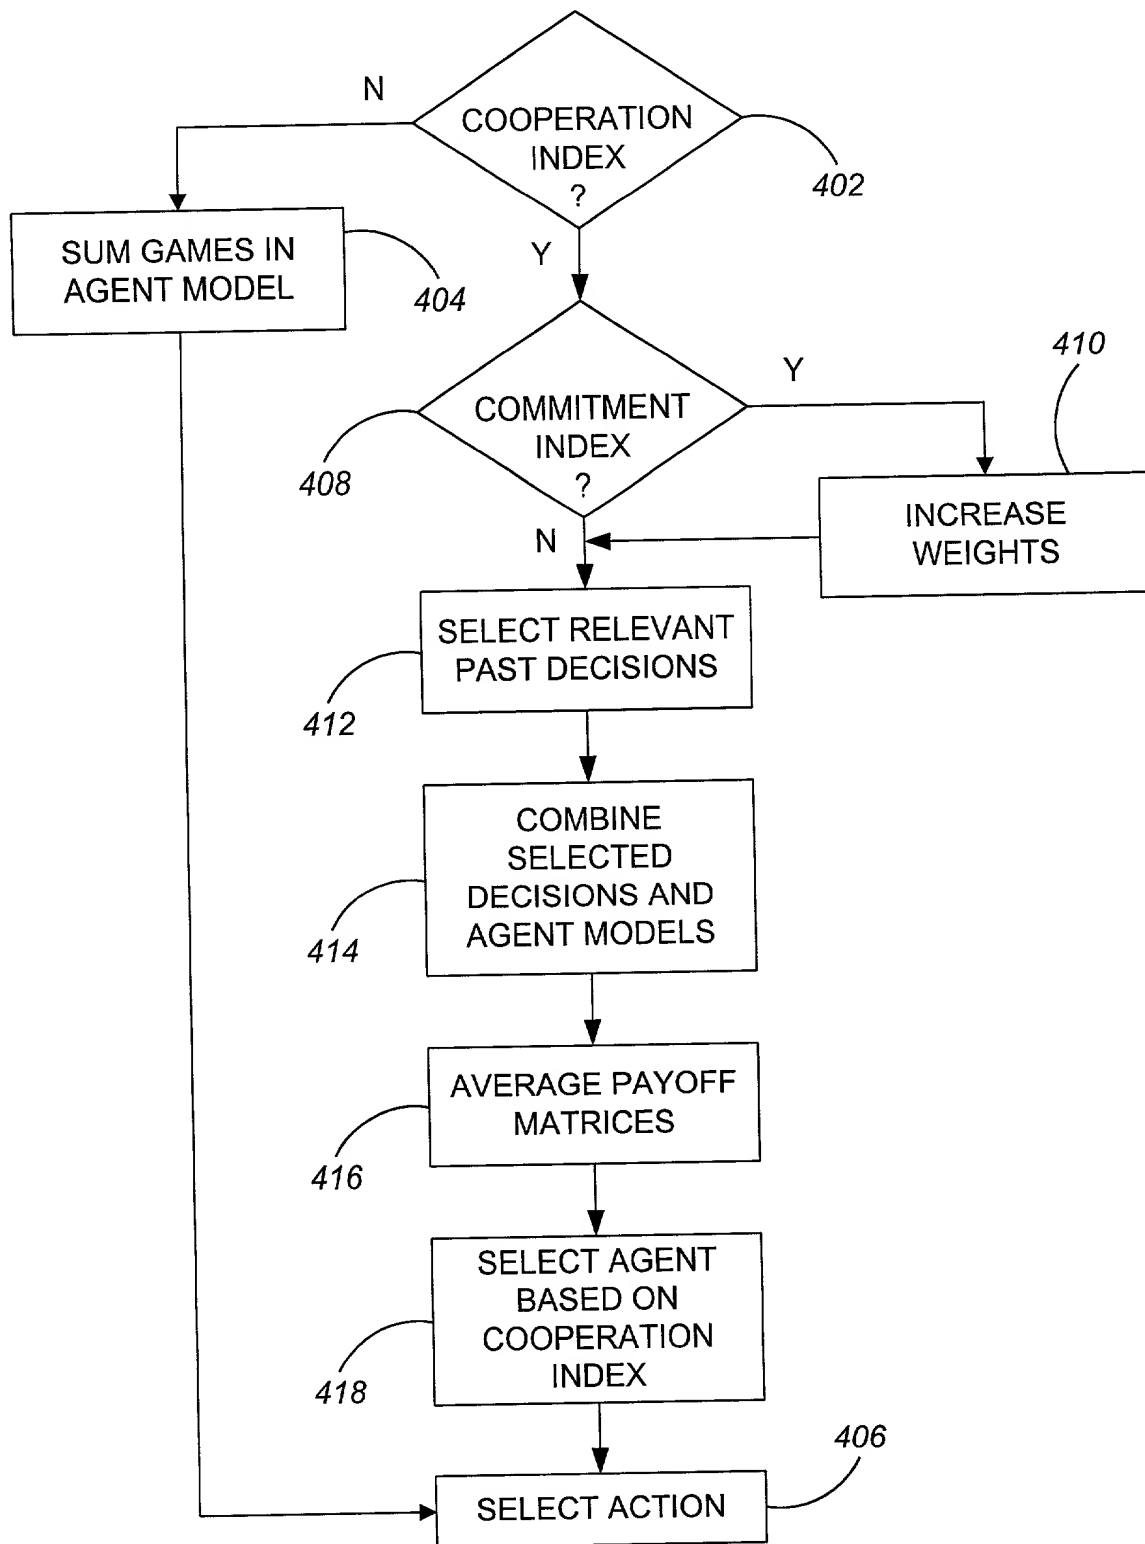 N
COOPERATION
INDEX
?
402
SUM GAMES IN
AGENT MODEL
404
Y
COMMITMENT
INDEX
?
408
Y
410
INCREASE
WEIGHTS
N
SELECT RELEVANT
PAST DECISIONS
412
COMBINE
SELECTED
DECISIONS AND
AGENT MODELS
414
AVERAGE PAYOFF
MATRICES
416
SELECT AGENT
BASED ON
COOPERATION
INDEX
418
406
SELECT ACTION